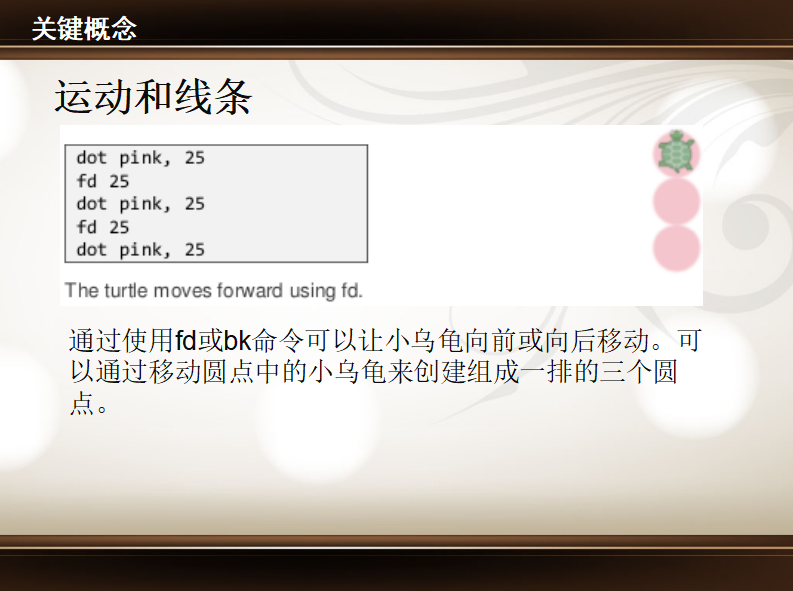 关键概念
运动和线条
dot pink, 25
fd 25
dot pink, 25
fd 25
dot pink, 25
The turtle moves forward using fd.
通过使用fd或bk命令可以让小乌龟向前或向后移动。可
以通过移动圆点中的小乌龟来创建组成一排的三个圆
点。